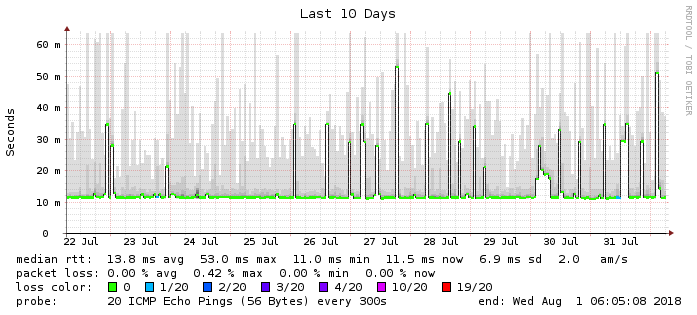 Last 10 Days
RRDTOOL / TOBI OETIKER
Seconds
60 m
50 m
40 m
30 m
20 m
10 m
0
22 Jul 23 Jul 24 Jul 25 Jul 26 Jul 27 Jul 28 Jul 29 Jul 30 Jul 31 Jul
median rtt: 13.8 ms avg 53.0 ms max 11.0 ms min 11.5 ms now 6.9 ms sd 2.0 am/s
packet loss: 0.00 % avg 0.42 % max 0.00 % min 0.00 % now
loss color: 0 1/20 2/20 3/20 4/20 10/20 19/20
probe: 20 ICMP Echo Pings (56 Bytes) every 300s end: Wed Aug 1 06:05:08 2018